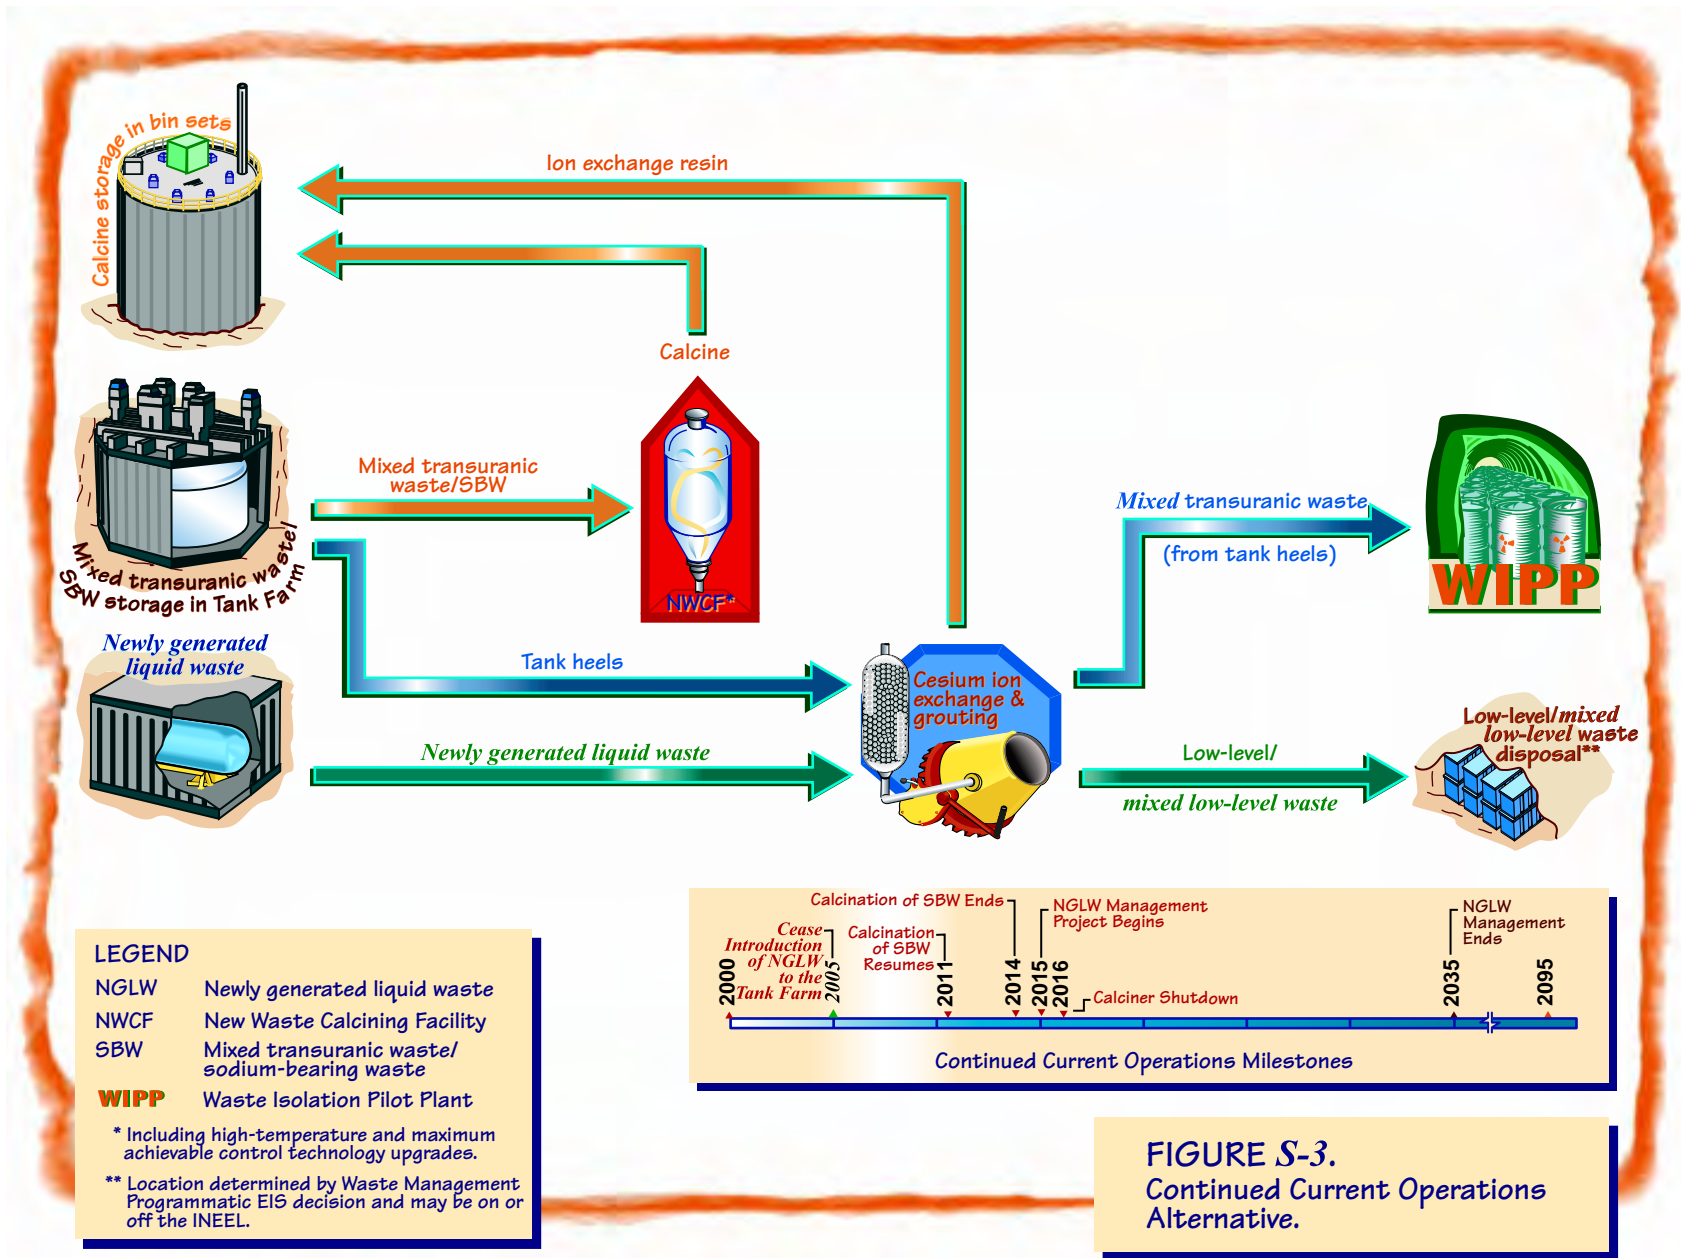 Calcine storage in bin sets
Ion exchange resin
Calcine
Mixed transuranic
waste/SBW
NWCF*
Mixed transuranic waste/
SBW storage in Tank Farm
Tank heels
Newly generated
liquid waste
Newly generated liquid waste
Cesium ion
exchange &
grouting
Mixed transuranic waste
(from tank heels)
WIPP
Low-level/
mixed low-level waste
Low-level/mixed
low-level waste
disposal**
LEGEND
NGLW Newly generated liquid waste
NWCF New Waste Calcining Facility
SBW Mixed transuranic waste/
sodium-bearing waste
WIPP Waste Isolation Pilot Plant
* Including high-temperature and maximum
achievable control technology upgrades.
** Location determined by Waste Management
Programmatic EIS decision and may be on or
off the INEEL.
2000
Cease
Introduction
of NGLW
to the
Tank Farm
2005
Calcination
of SBW
Resumes
2011
Calcination of SBW Ends
2014
NGLW Management
Project Begins
2015
2016
Calciner Shutdown
NGLW
Management
Ends
2035
2095
Continued Current Operations Milestones
FIGURE S-3.
Continued Current Operations
Alternative.